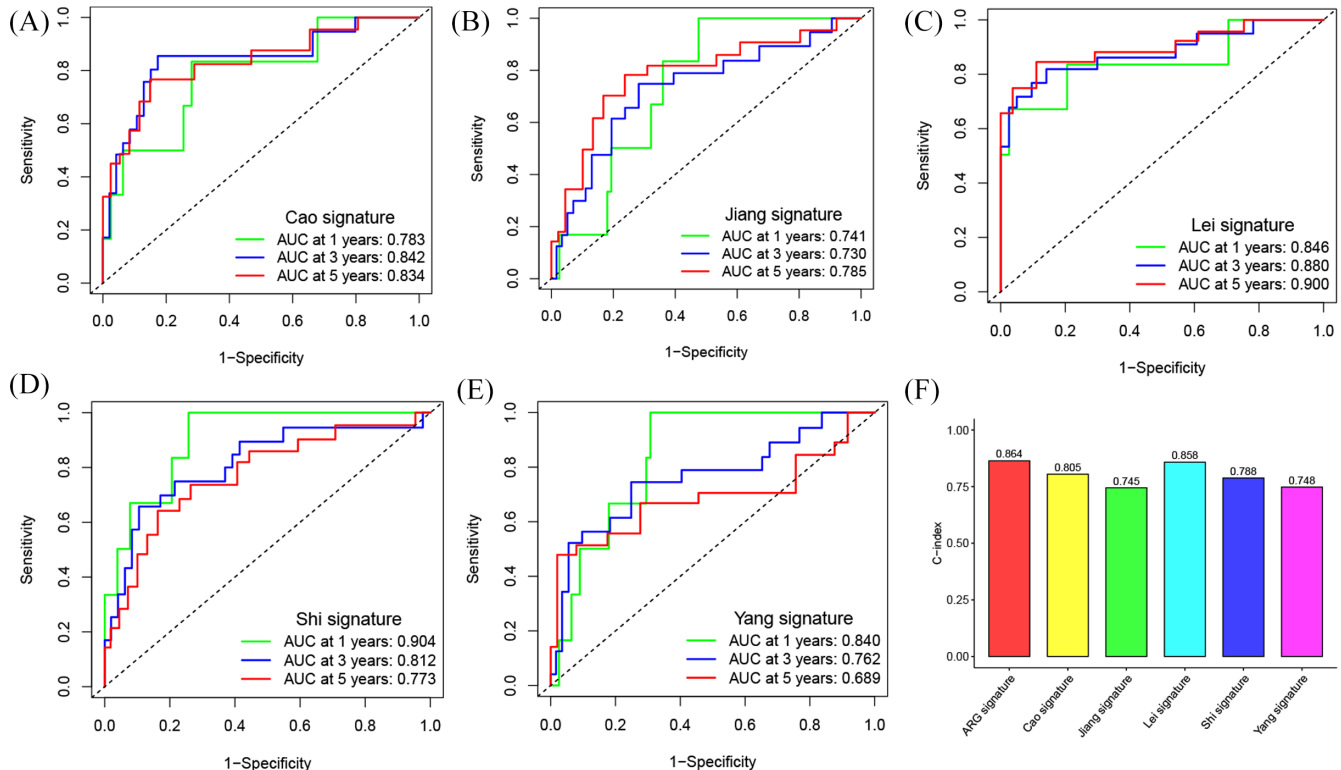 (A)
Sensitivity
1.0
0.8
0.6
0.4
0.2
0.0
Cao signature
AUC at 1 years: 0.783
AUC at 3 years: 0.842
AUC at 5 years: 0.834
0.0 0.2 0.4 0.6 0.8 1.0
1−Specificity
(B)
Sensitivity
1.0
0.8
0.6
0.4
0.2
0.0
Jiang signature
AUC at 1 years: 0.741
AUC at 3 years: 0.730
AUC at 5 years: 0.785
0.0 0.2 0.4 0.6 0.8 1.0
1−Specificity
(C)
Sensitivity
1.0
0.8
0.6
0.4
0.2
0.0
Lei signature
AUC at 1 years: 0.846
AUC at 3 years: 0.880
AUC at 5 years: 0.900
0.0 0.2 0.4 0.6 0.8 1.0
1−Specificity
(D)
Sensitivity
1.0
0.8
0.6
0.4
0.2
0.0
Shi signature
AUC at 1 years: 0.904
AUC at 3 years: 0.812
AUC at 5 years: 0.773
0.0 0.2 0.4 0.6 0.8 1.0
1−Specificity
(E)
Sensitivity
1.0
0.8
0.6
0.4
0.2
0.0
Yang signature
AUC at 1 years: 0.840
AUC at 3 years: 0.762
AUC at 5 years: 0.689
0.0 0.2 0.4 0.6 0.8 1.0
1−Specificity
(F)
C−index
1.00
0.75
0.50
0.25
0.00
0.864
0.805
0.745
0.858
0.788
0.748
ARG signature
Cao signature
Jiang signature
Lei signature
Shi signature
Yang signature